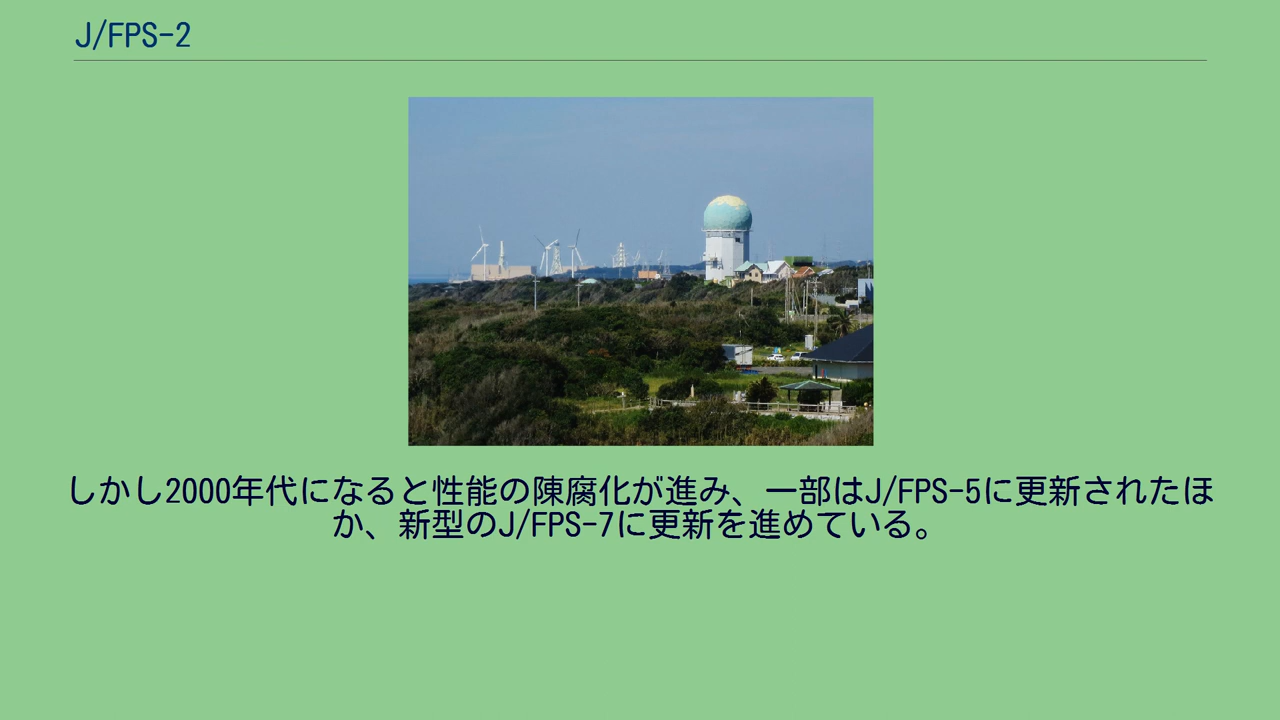 J/FPS-2
しかし2000年代になると性能の陳腐化が進み、一部はJ/FPS-5に更新されたほ
か、新型のJ/FPS-7に更新を進めている。